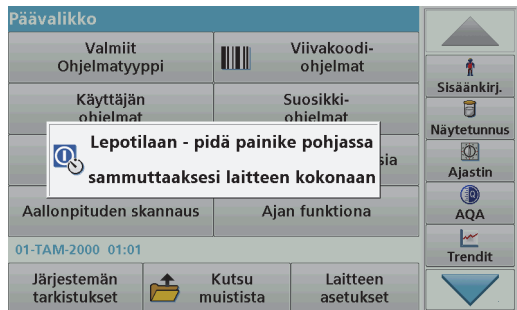 Päävalikko
Valmiit
Ohjelmatyyppi
Viivakoodi-
ohjelmat
Käyttäjän
ohjelmat
Suosikki-
ohjelmat
Lepotilaan - pidä painike pohjassa
sammuttaaksesi laitteen kokonaan
sia
Aallonpituden skannaus
Ajan funktiona
01-TAM-2000 01:01
Järjestemän
tarkistukset
Kutsu
muistista
Laitteen
asetukset
Sisäänkirj.
Näytetunnus
Ajastin
AQA
Trendit